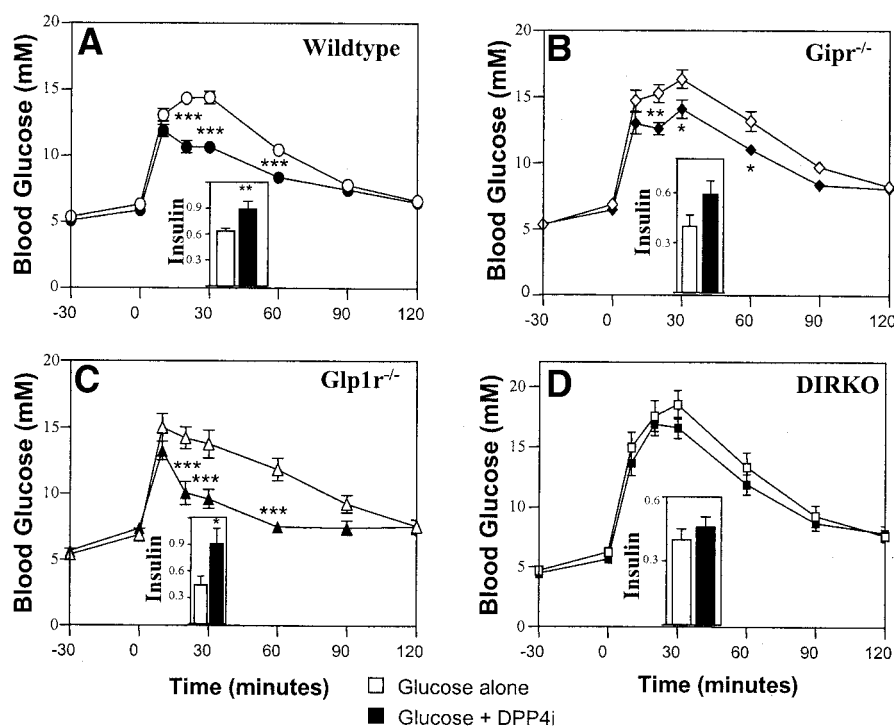 A
Wildtype
Blood Glucose (mM)
20
15
10
5
0
***
***
***
Insulin
0.9
0.6
0.3
**
-30 0 30 60 90 120
B
Gipr-/-
Blood Glucose (mM)
20
15
10
5
0
**
*
*
Insulin
0.6
0.3
-30 0 30 60 90 120
C
Glp1r-/-
Blood Glucose (mM)
20
15
10
5
0
***
***
***
Insulin
0.9
0.6
0.3
*
-30 0 30 60 90 120
Time (minutes)
D
DIRKO
Blood Glucose (mM)
20
15
10
5
0
Insulin
0.6
0.3
-30 0 30 60 90 120
Time (minutes)
Glucose alone
Glucose + DPP4i